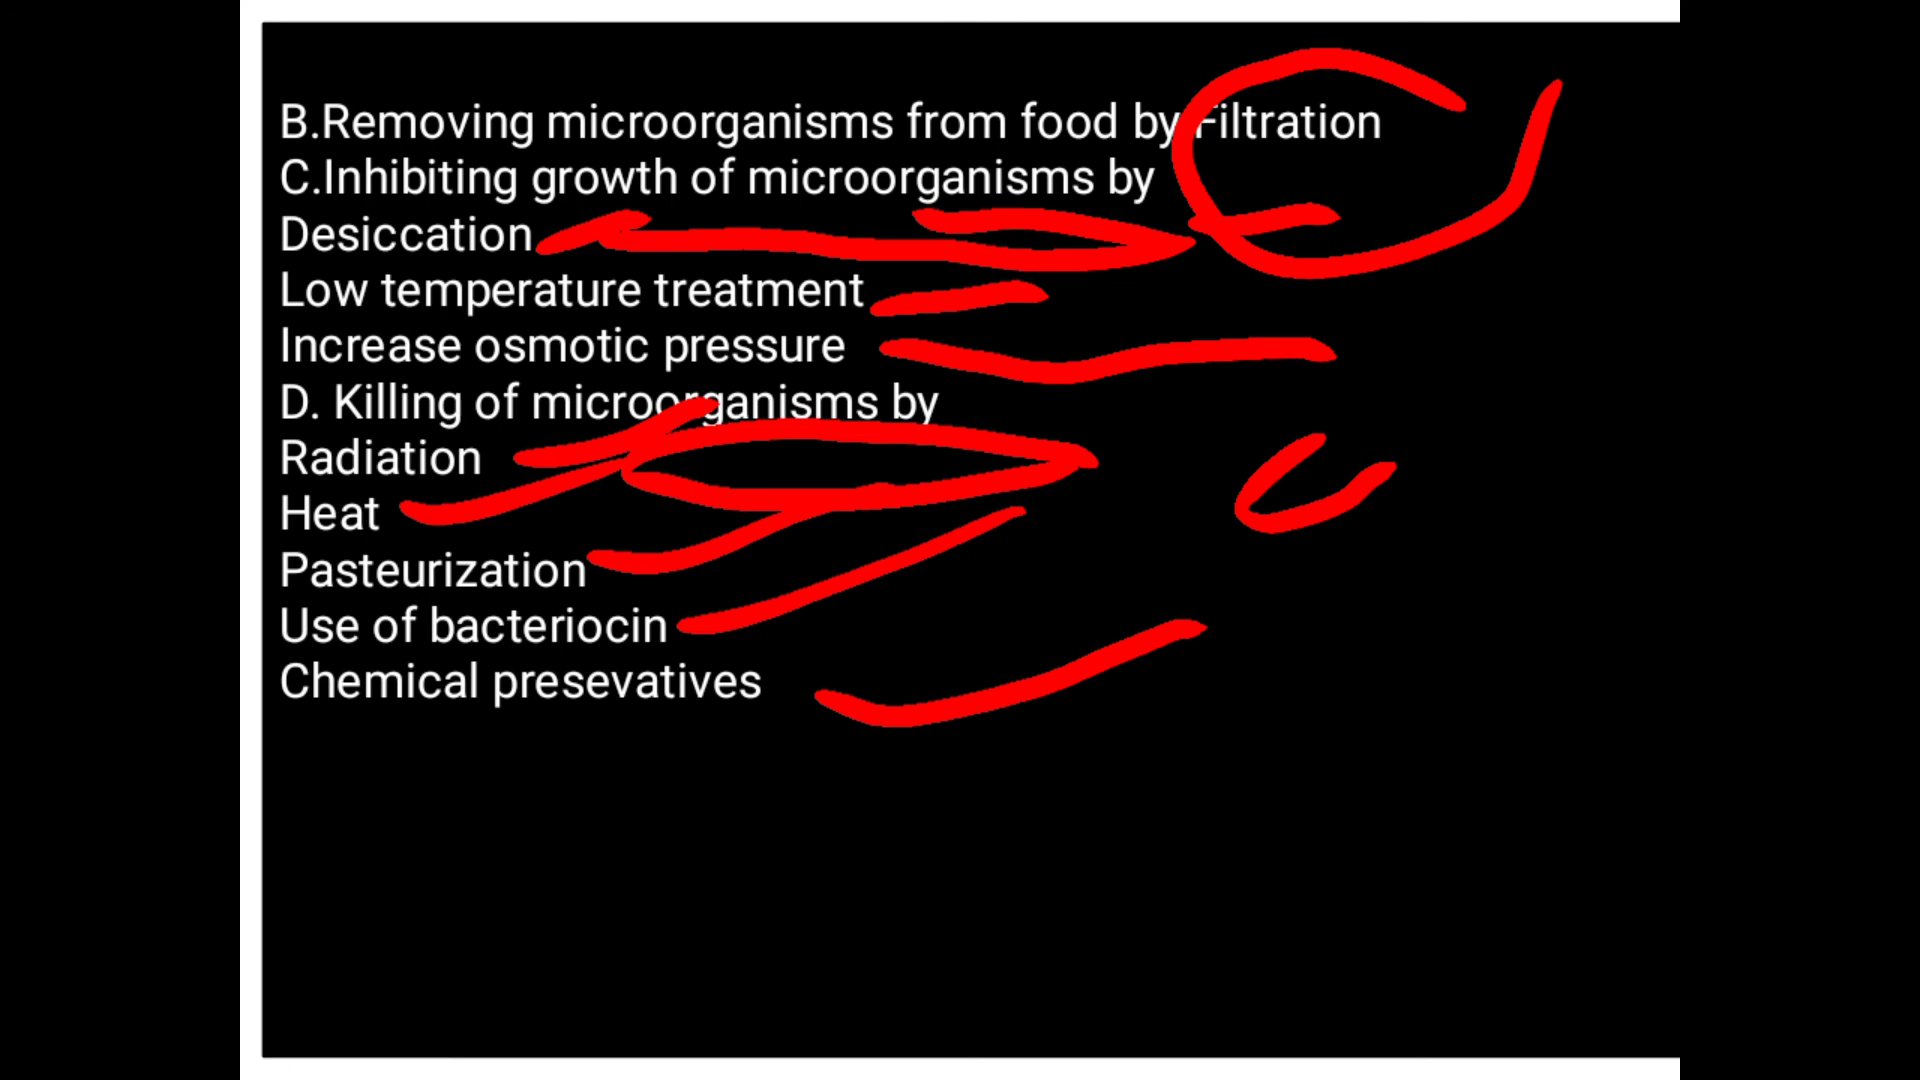 B.Removing microorganisms from food by Filtration
C.Inhibiting growth of microorganisms by
Desiccation
Low temperature treatment
Increase osmotic pressure
D. Killing of microorganisms by
Radiation
Heat
Pasteurization
Use of bacteriocin
Chemical presevatives